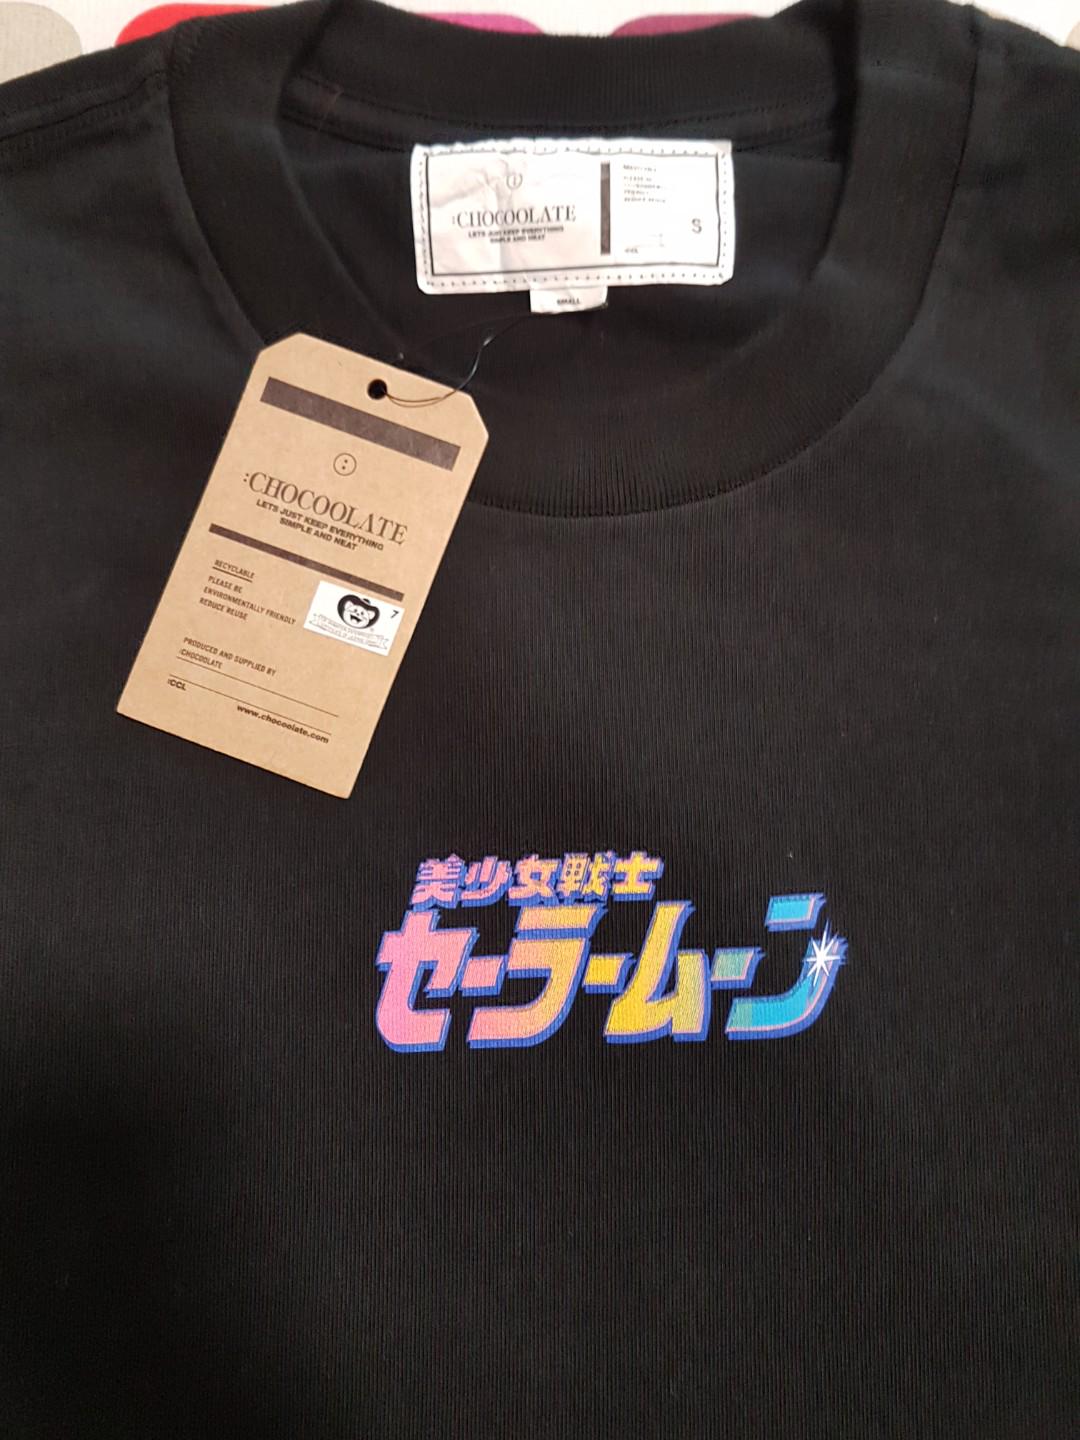 :CHOCOOLATE
LETS JUST KEEP EVERYTHING
SIMPLE AND NEAT
S
:CCL
SMALL
:CHOCOOLATE
LETS JUST KEEP EVERYTHING
SIMPLE AND NEAT
RECYCLABLE
PLEASE BE
ENVIRONMENTALLY FRIENDLY
REDUCE REUSE
7
PRODUCED AND SUPPLIED BY
:CHOCOOLATE
:CCL
www.chocoolate.com
美少女戦士
セーラームーン